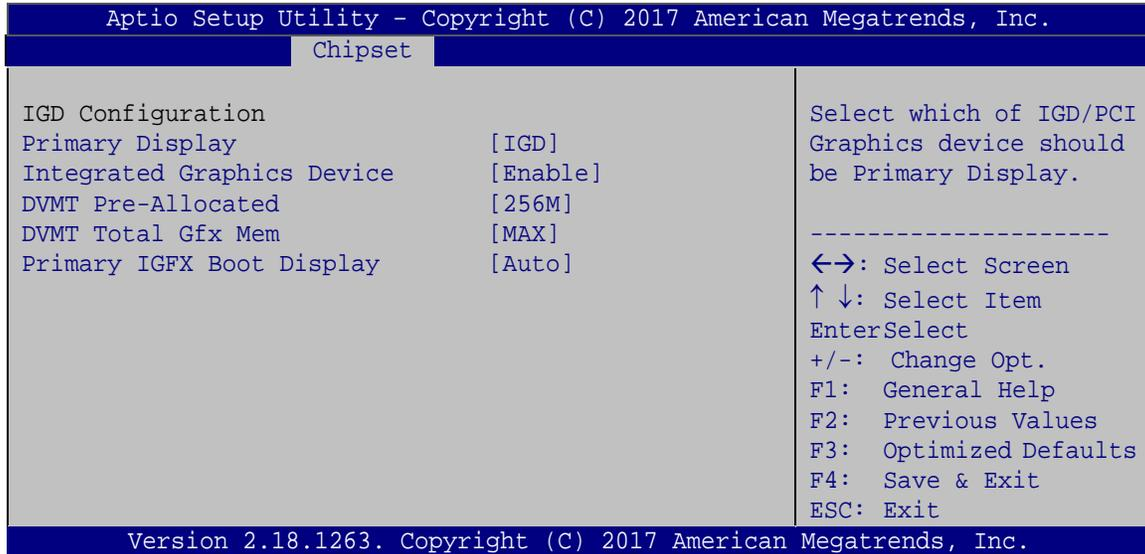 Aptio Setup Utility – Copyright (C) 2017 American Megatrends, Inc.
Chipset
IGD Configuration
Primary Display [IGD]
Integrated Graphics Device [Enable]
DVMT Pre-Allocated [256M]
DVMT Total Gfx Mem [MAX]
Primary IGFX Boot Display [Auto]
Select which of IGD/PCI
Graphics device should
be Primary Display.
---------------------
←→: Select Screen
↑ ↓: Select Item
EnterSelect
+/-: Change Opt.
F1: General Help
F2: Previous Values
F3: Optimized Defaults
F4: Save & Exit
ESC: Exit
Version 2.18.1263. Copyright (C) 2017 American Megatrends, Inc.